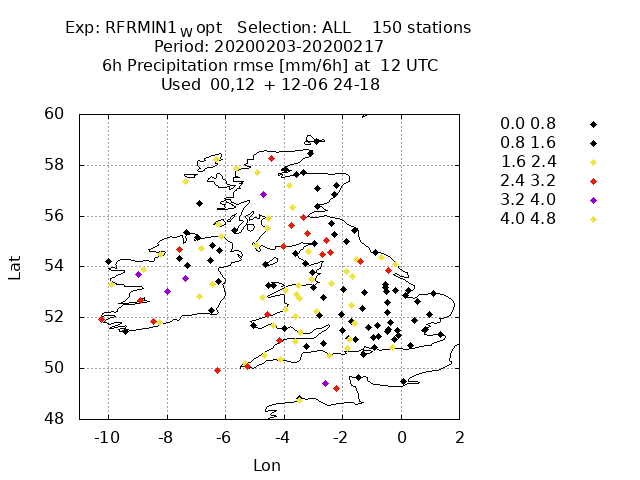 Exp: RFRMIN1 W opt Selection: ALL 150 stations
Period: 20200203-20200217
6h Precipitation rmse [mm/6h] at 12 UTC
Used 00,12 + 12-06 24-18
60
58
56
54
52
50
48
-10 -8 -6 -4 -2 0 2
Lat
Lon
0.0 0.8
0.8 1.6
1.6 2.4
2.4 3.2
3.2 4.0
4.0 4.8